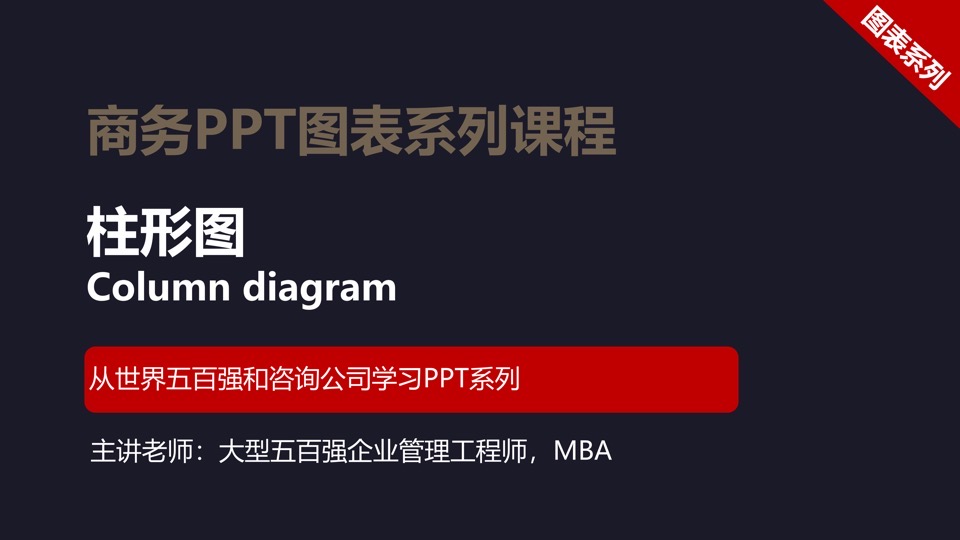 图表系列
商务PPT图表系列课程
柱形图
Column diagram
从世界五百强和咨询公司学习PPT系列
主讲老师：大型五百强企业管理工程师，MBA